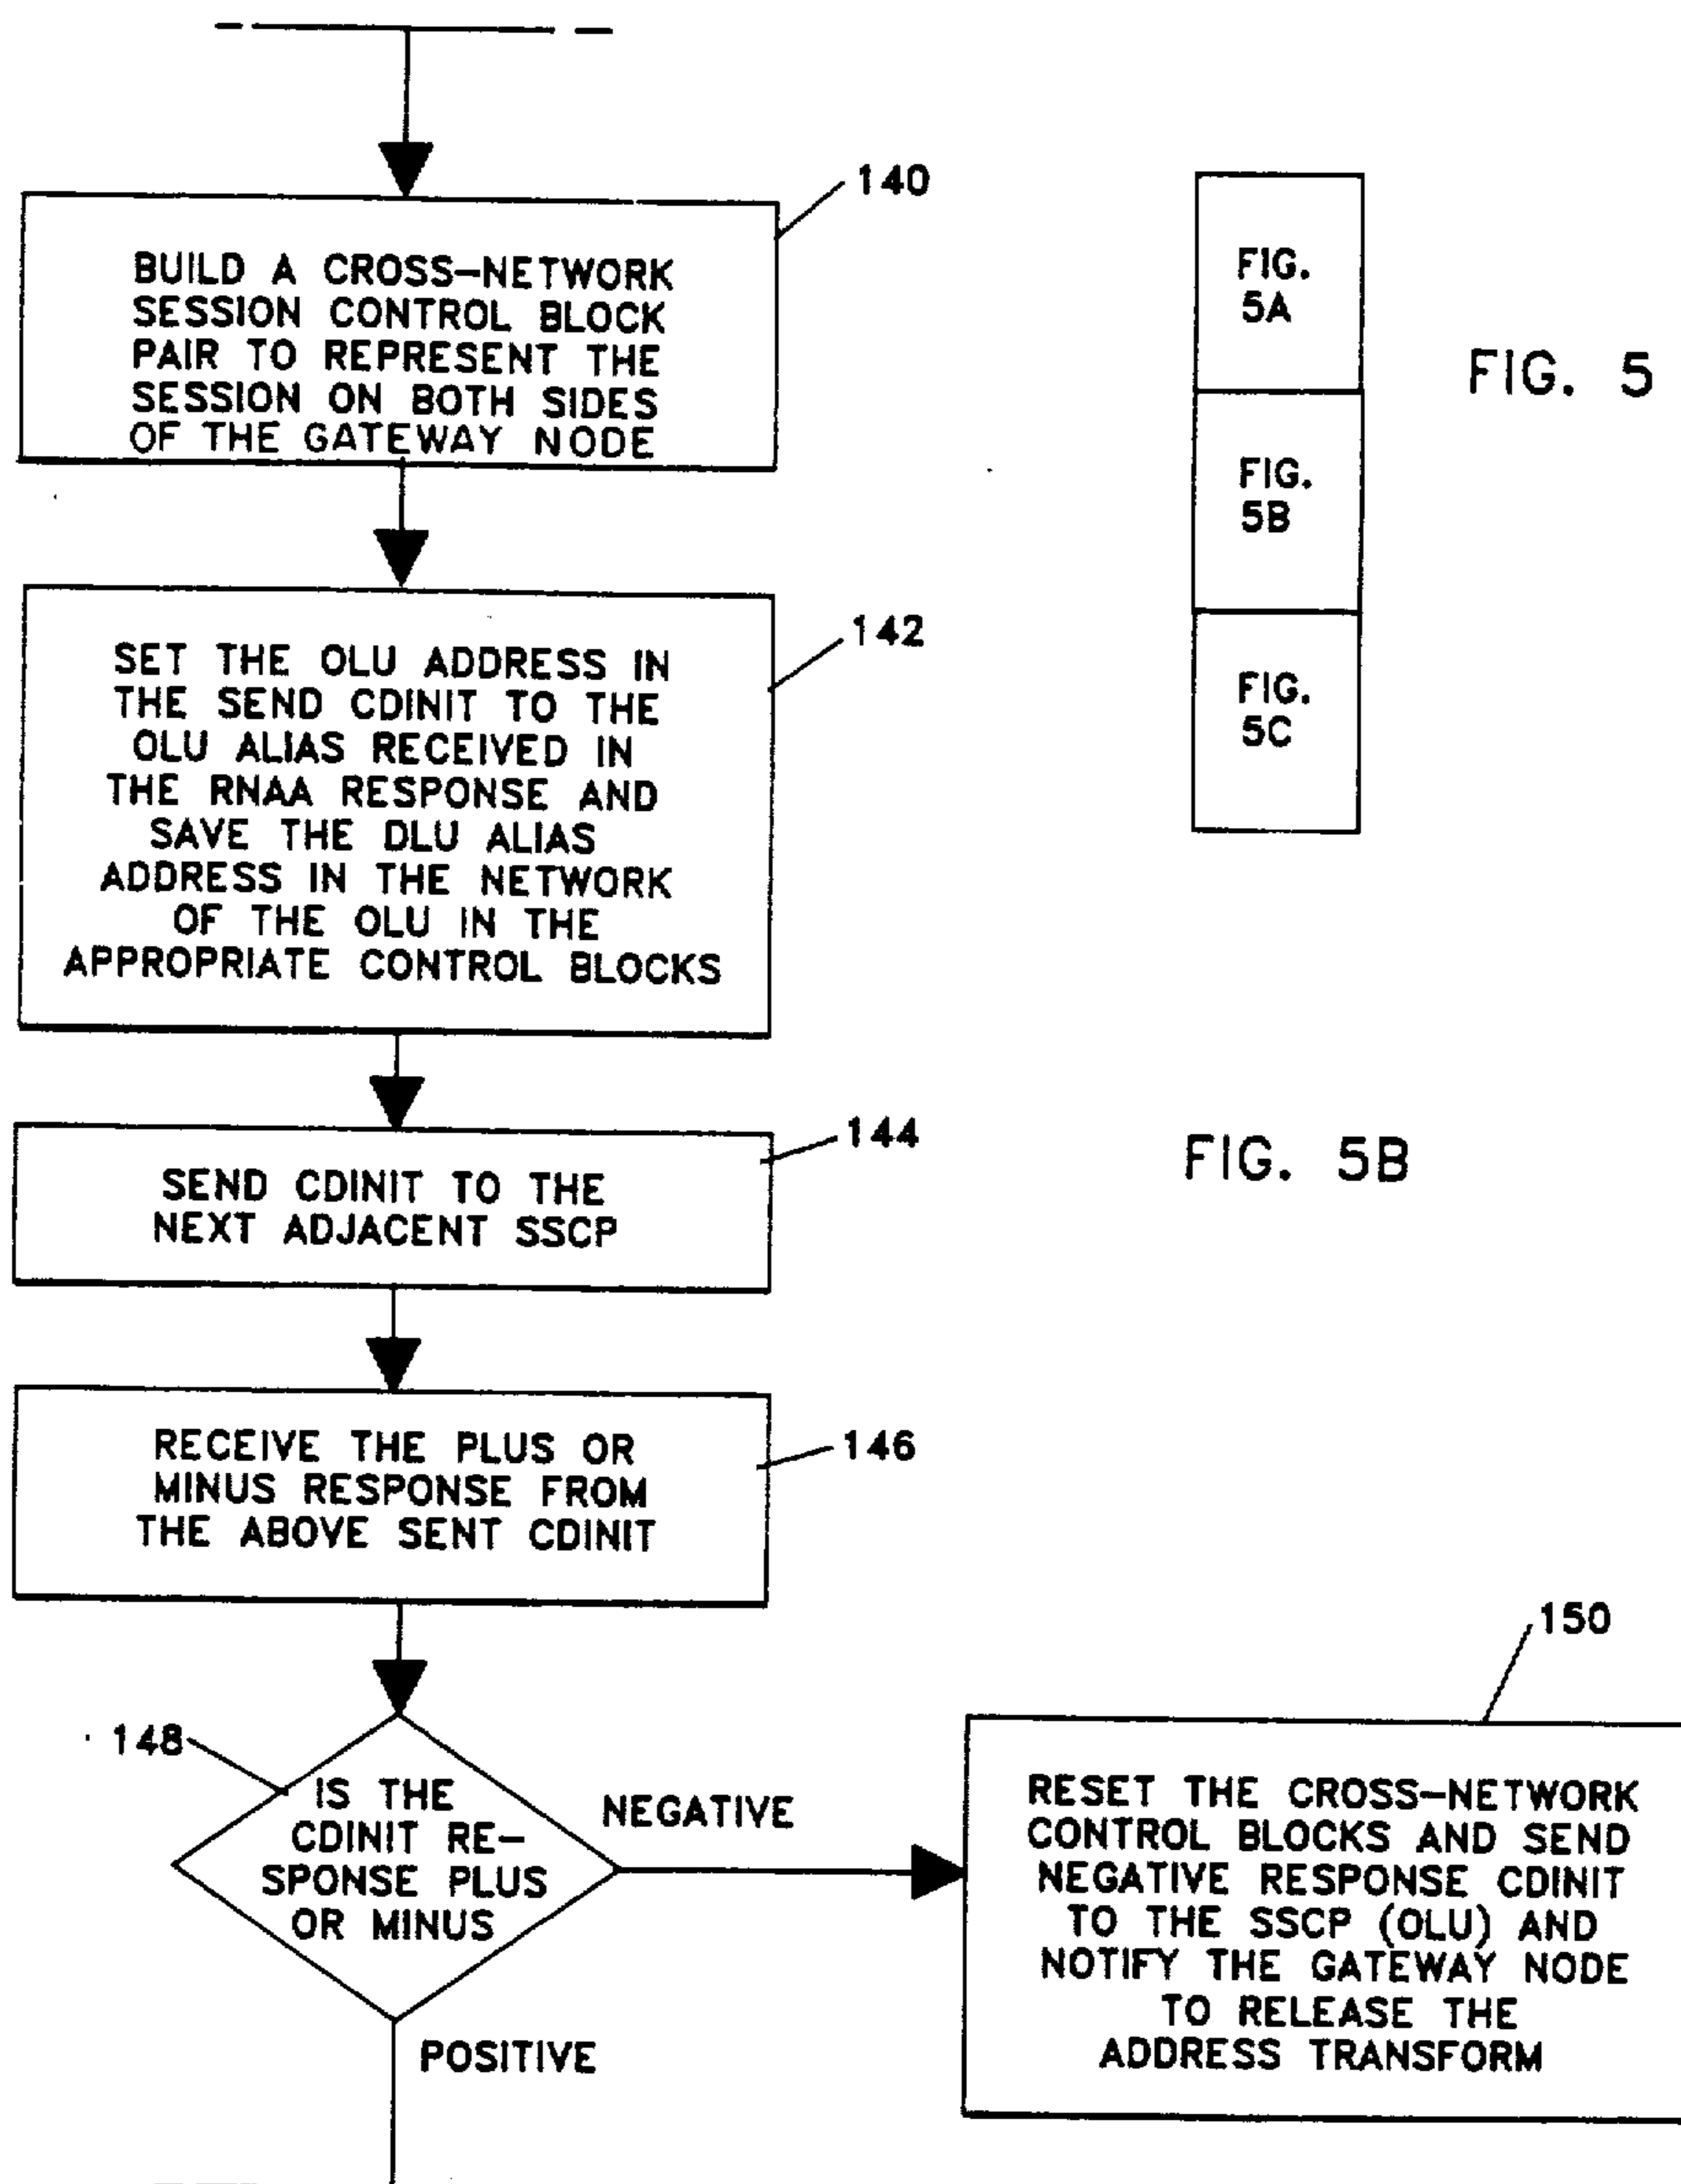 140
BUILD A CROSS-NETWORK
SESSION CONTROL BLOCK
PAIR TO REPRESENT THE
SESSION ON BOTH SIDES
OF THE GATEWAY NODE
FIG.
5A
FIG.
5B
FIG.
5C
FIG. 5
142
SET THE OLU ADDRESS IN
THE SEND CDINIT TO THE
OLU ALIAS RECEIVED IN
THE RNAA RESPONSE AND
SAVE THE DLU ALIAS
ADDRESS IN THE NETWORK
OF THE OLU IN THE
APPROPRIATE CONTROL BLOCKS
144
SEND CDINIT TO THE
NEXT ADJACENT SSCP
FIG. 5B
146
RECEIVE THE PLUS OR
MINUS RESPONSE FROM
THE ABOVE SENT CDINIT
148
IS THE
CDINIT RE-
SPONSE PLUS
OR MINUS
NEGATIVE
POSITIVE
150
RESET THE CROSS-NETWORK
CONTROL BLOCKS AND SEND
NEGATIVE RESPONSE CDINIT
TO THE SSCP (OLU) AND
NOTIFY THE GATEWAY NODE
TO RELEASE THE
ADDRESS TRANSFORM